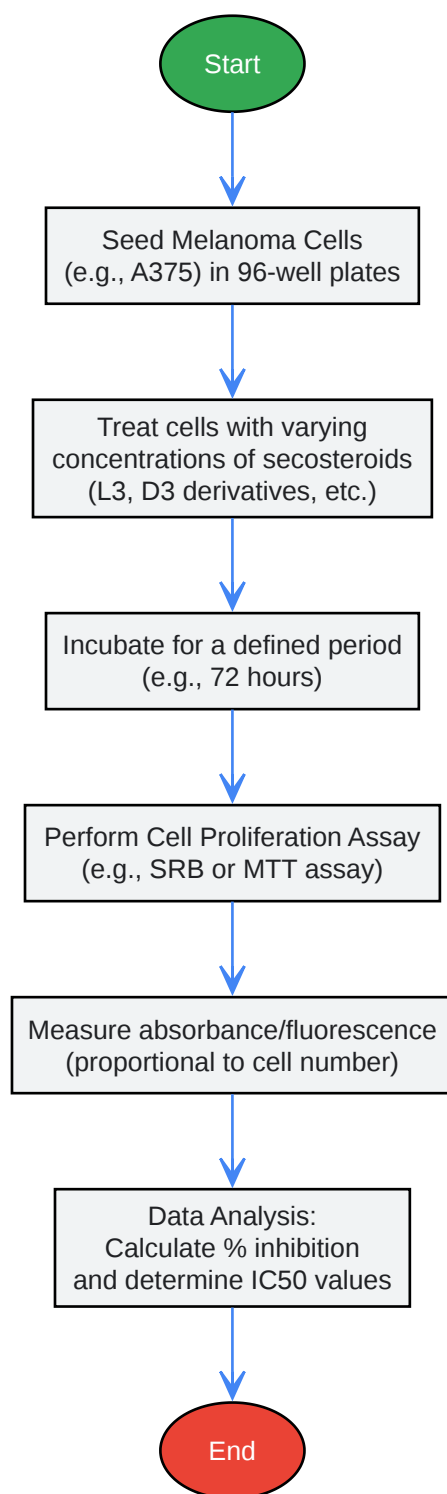 Start
Seed Melanoma Cells
(e.g., A375) in 96-well plates
Treat cells with varying
concentrations of secosteroids
(L3, D3 derivatives, etc.)
Incubate for a defined period
(e.g., 72 hours)
Perform Cell Proliferation Assay
(e.g., SRB or MTT assay)
Measure absorbance/fluorescence
(proportional to cell number)
Data Analysis:
Calculate % inhibition
and determine IC50 values
End